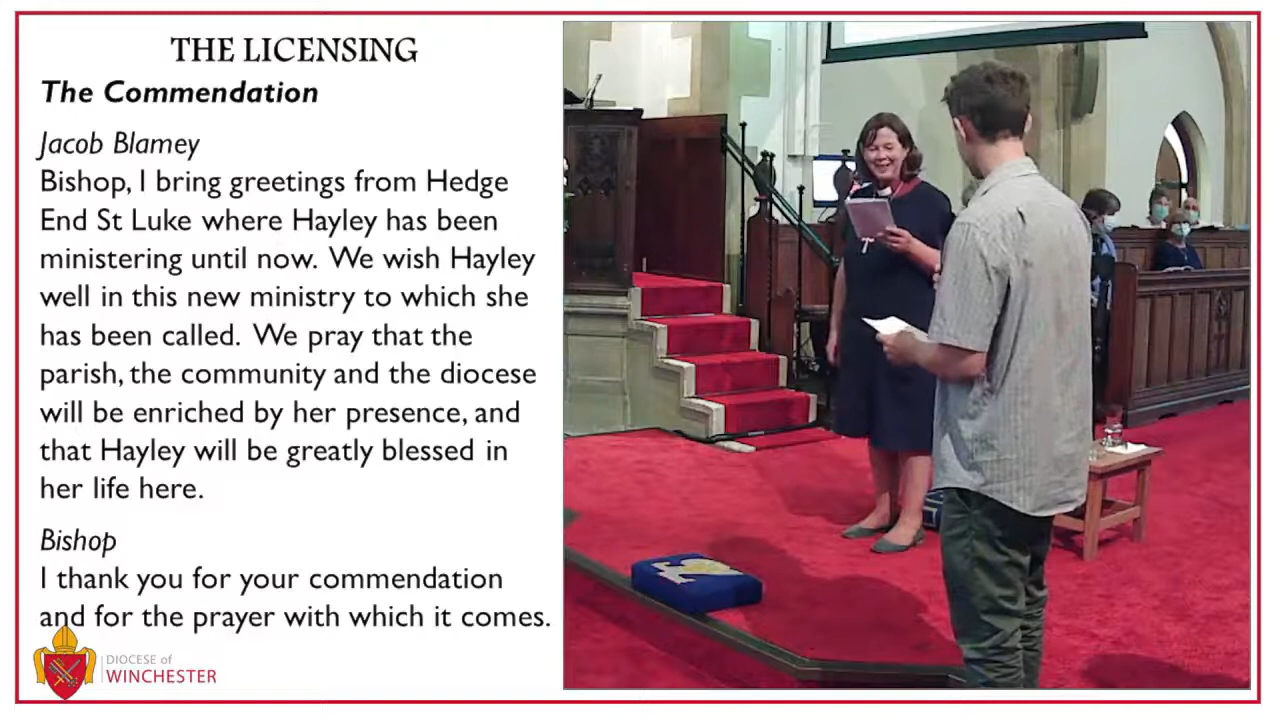 THE LICENSING
The Commendation
Jacob Blamey
Bishop, I bring greetings from Hedge
End St Luke where Hayley has been
ministering until now. We wish Hayley
well in this new ministry to which she
has been called. We pray that the
parish, the community and the diocese
will be enriched by her presence, and
that Hayley will be greatly blessed in
her life here.
Bishop
I thank you for your commendation
and for the prayer with which it comes.
DIOCESE of
WINCHESTER